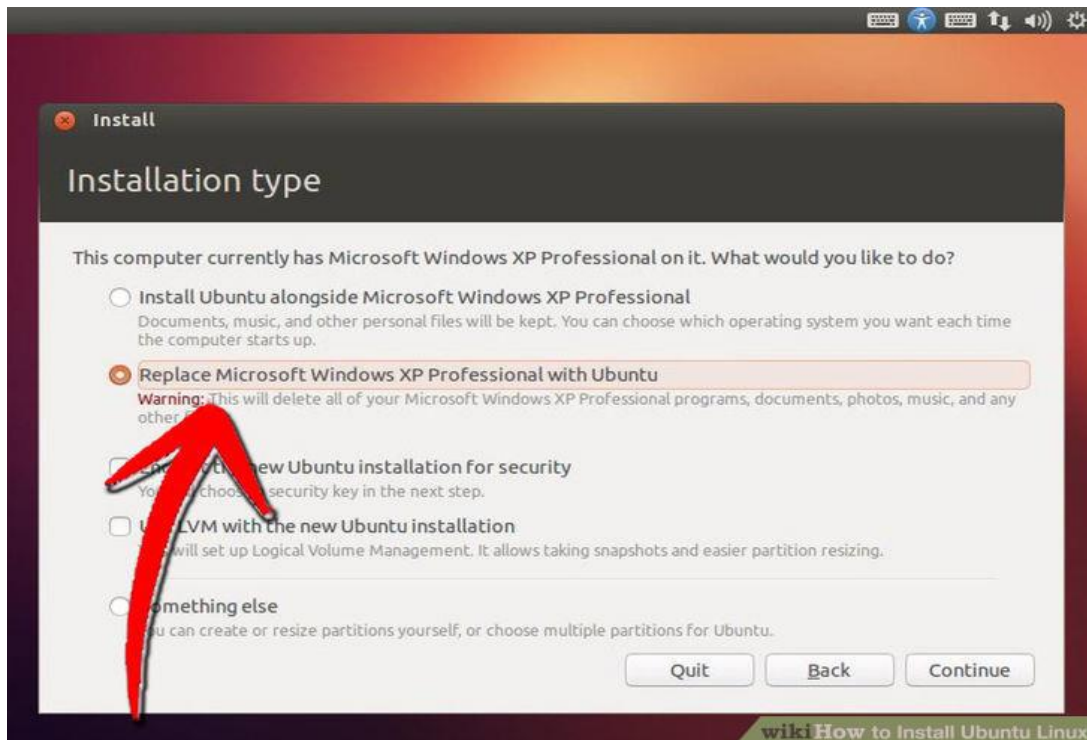 Install
Installation type
This computer currently has Microsoft Windows XP Professional on it. What would you like to do?
Install Ubuntu alongside Microsoft Windows XP Professional
Documents, music, and other personal files will be kept. You can choose which operating system you want each time
the computer starts up.
Replace Microsoft Windows XP Professional with Ubuntu
Warning: This will delete all of your Microsoft Windows XP Professional programs, documents, photos, music, and any
other
new Ubuntu installation for security
choose security key in the next step.
LVM with the new Ubuntu installation
will set up Logical Volume Management. It allows taking snapshots and easier partition resizing.
Something else
You can create or resize partitions yourself, or choose multiple partitions for Ubuntu.
Quit
Back
Continue
wikiHow to Install Ubuntu Linux